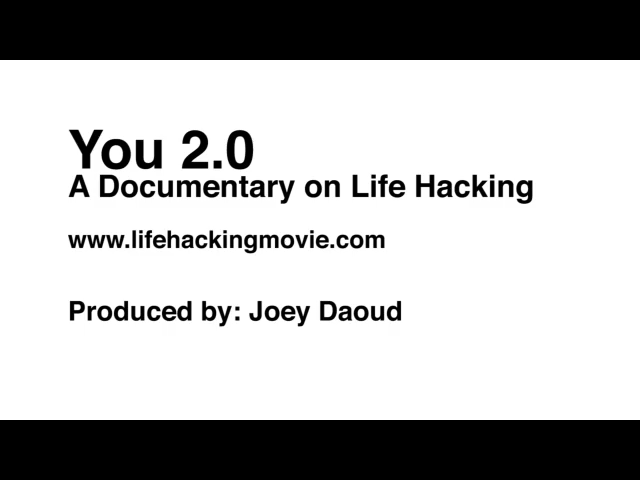 You 2.0
A Documentary on Life Hacking
www.lifehackingmovie.com
Produced by: Joey Daoud